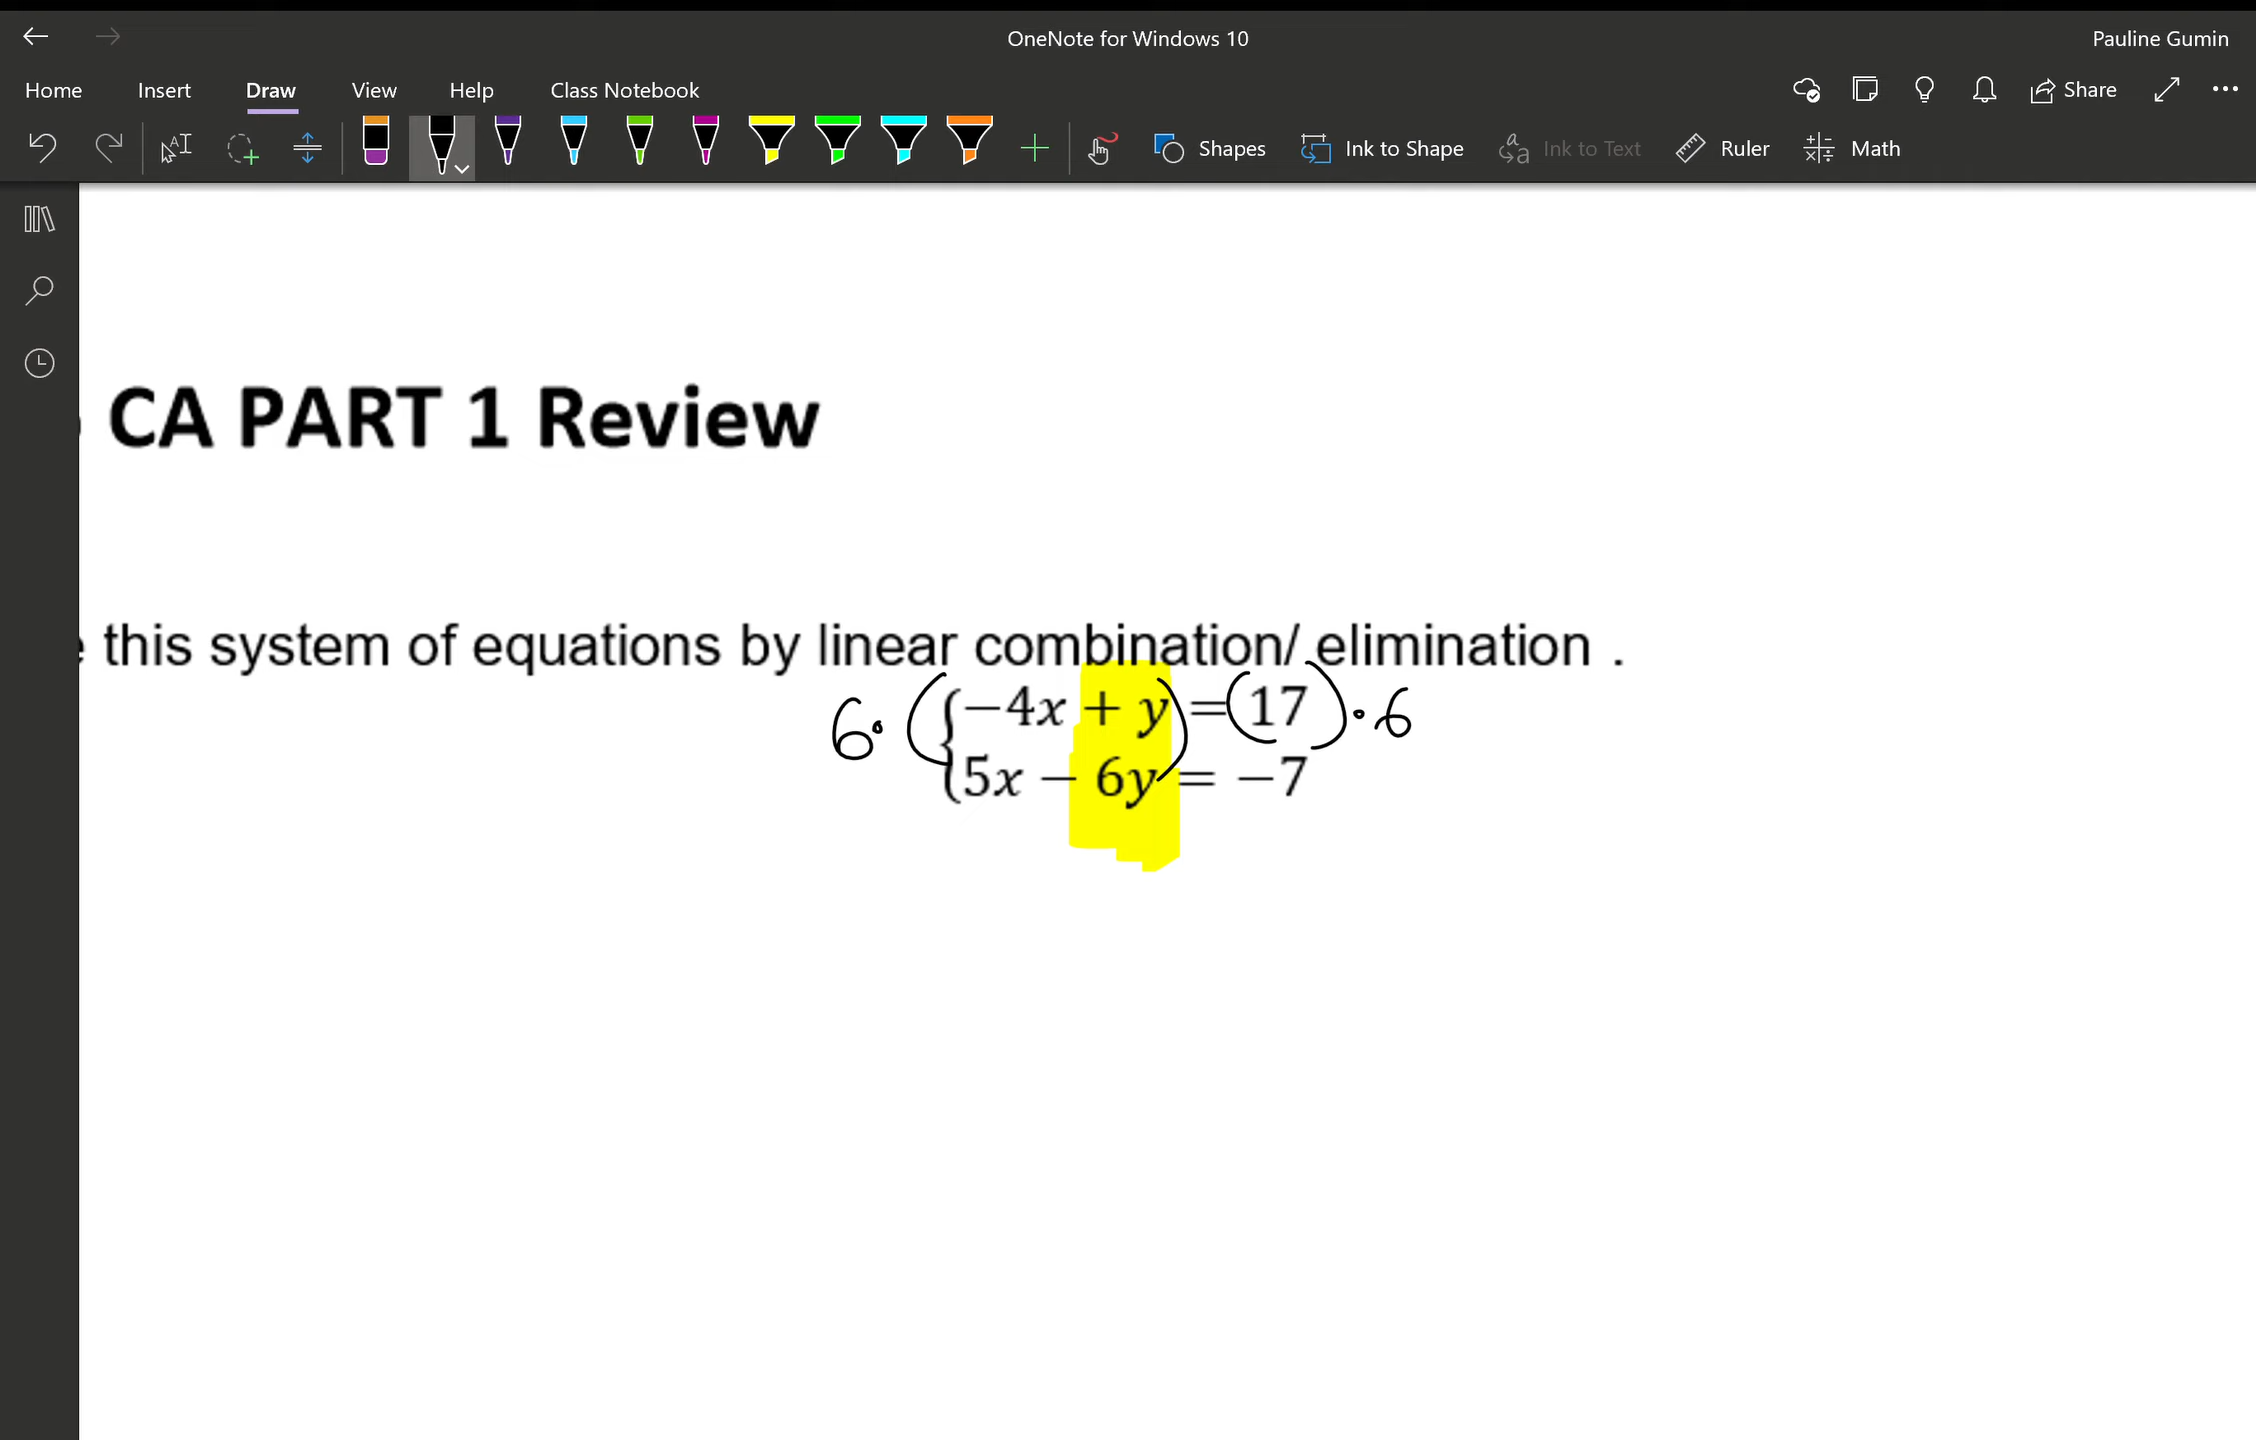 OneNote for Windows 10
Pauline Gumin
Home Insert Draw View Help Class Notebook
Share
Shapes Ink to Shape Ink to Text Ruler Math
CA PART 1 Review
this system of equations by linear combination/ elimination .
6·({−4x + y)=(17)·6
{5x − 6y = −7